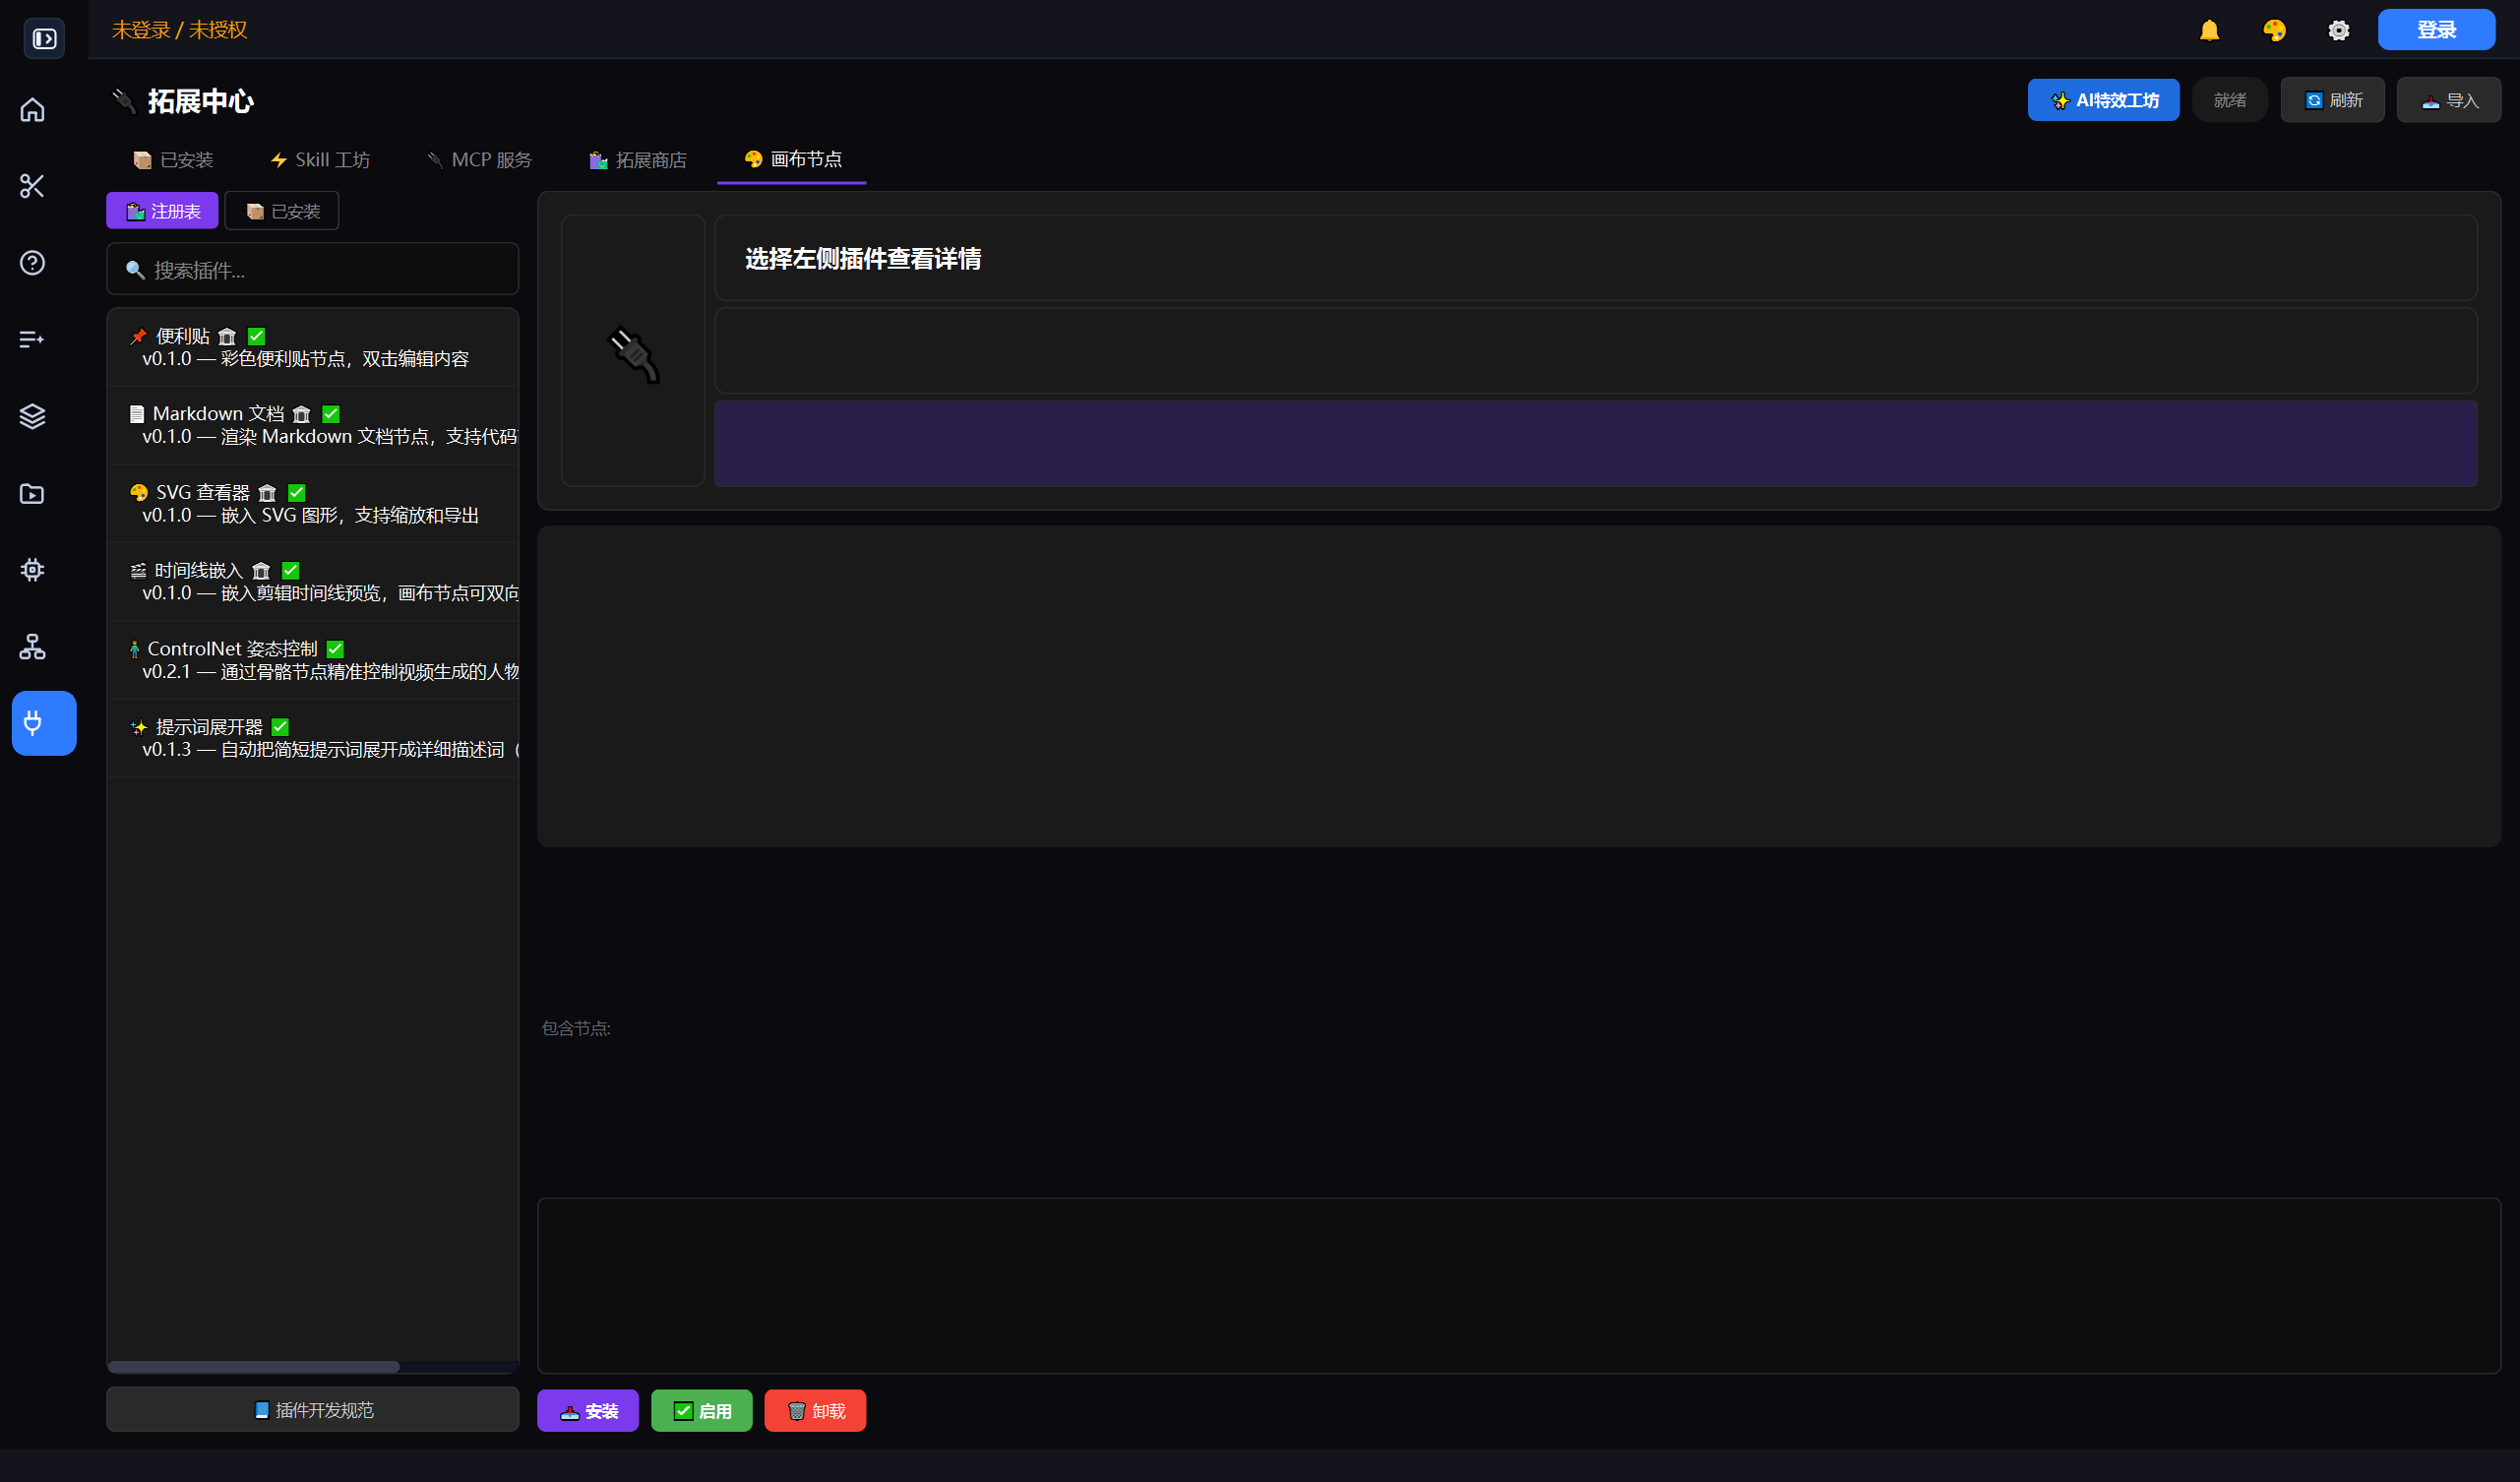 未登录 / 未授权
登录
拓展中心
AI特效工坊
就绪
刷新
导入
已安装
Skill 工坊
MCP 服务
拓展商店
画布节点
注册表
已安装
搜索插件...
便利贴
v0.1.0 — 彩色便利贴节点，双击编辑内容
Markdown 文档
v0.1.0 — 渲染 Markdown 文档节点，支持代码
SVG 查看器
v0.1.0 — 嵌入 SVG 图形，支持缩放和导出
时间线嵌入
v0.1.0 — 嵌入剪辑时间线预览，画布节点可双向
ControlNet 姿态控制
v0.2.1 — 通过骨骼节点精准控制视频生成的人物
提示词展开器
v0.1.3 — 自动把简短提示词展开成详细描述词（
插件开发规范
选择左侧插件查看详情
包含节点:
安装
启用
卸载